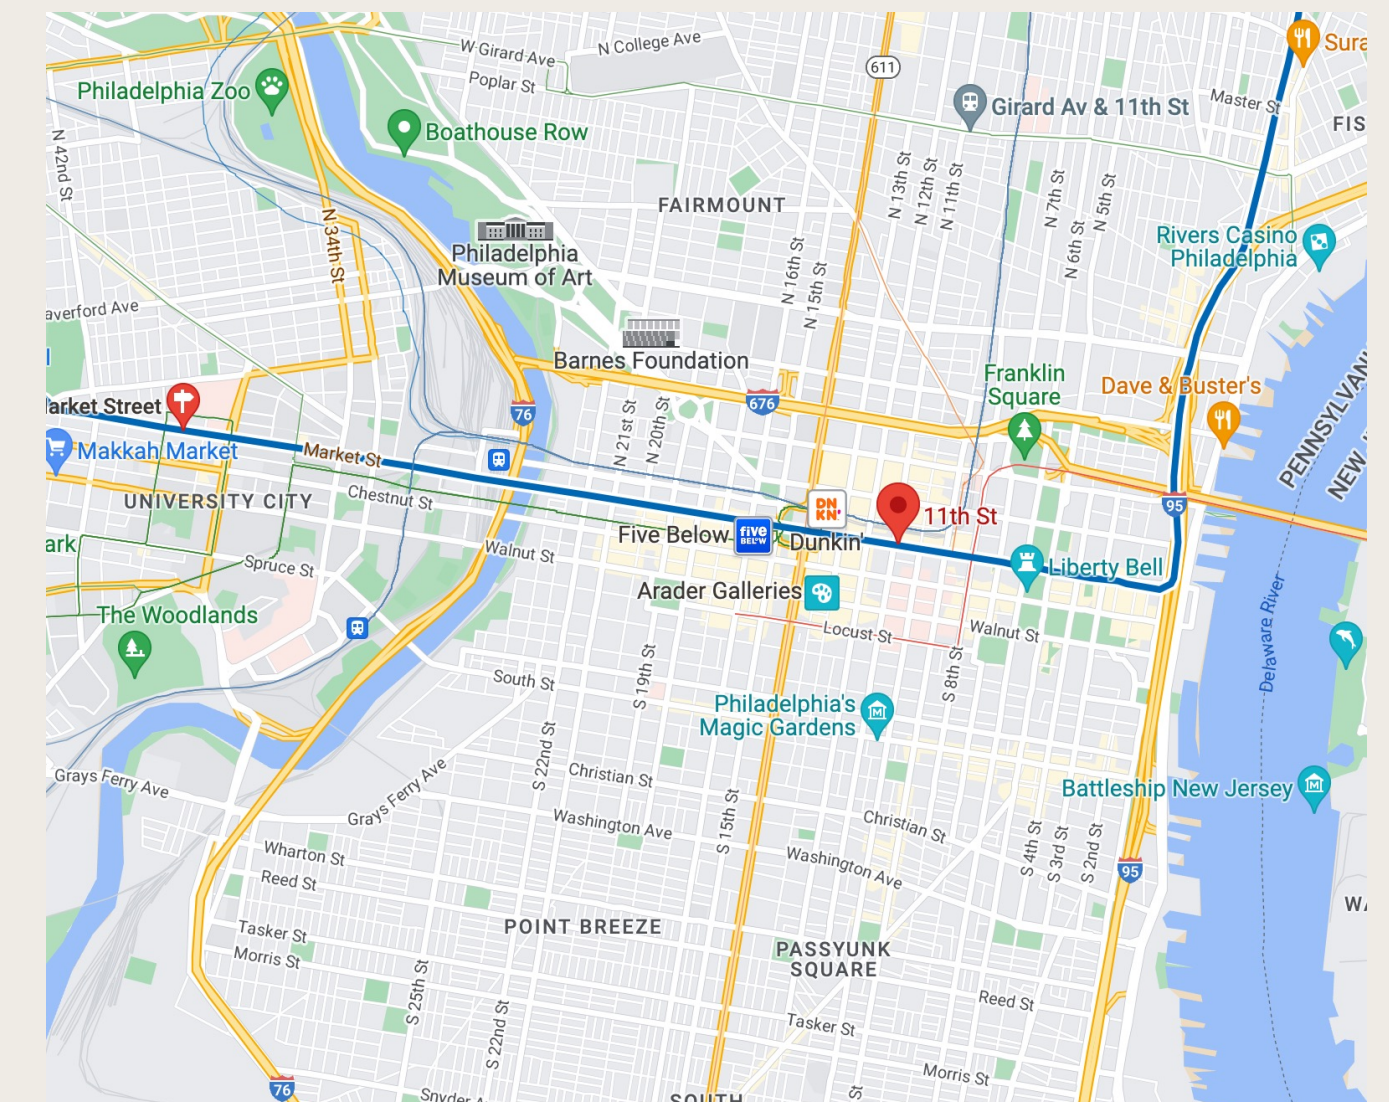 W Girard Ave
N College Ave
611
Sura
Philadelphia Zoo
Poplar St
Girard Av & 11th St
Master St
FIS
Boathouse Row
N 42nd St
N 34th St
FAIRMOUNT
N 13th St
N 12th St
N 11th St
N 7th St
N 6th St
N 5th St
Rivers Casino
Philadelphia
Philadelphia
Museum of Art
N 16th St
N 15th St
averford Ave
Barnes Foundation
Franklin
Square
Dave & Buster's
PENNSYLVANI
NEW J
676
76
arket Street
N 21st St
N 20th St
Makkah Market
Market St
UNIVERSITY CITY
Chestnut St
DN
KN'
11th St
95
Five Below
five
BEL°W
Dunkin'
ark
Walnut St
Spruce St
Liberty Bell
Arader Galleries
The Woodlands
Locust St
Walnut St
Delaware River
South St
S 19th St
S 8th St
Philadelphia's
Magic Gardens
S 22nd St
Grays Ferry Ave
Grays Ferry Ave
Christian St
Battleship New Jersey
Washington Ave
S 15th St
Christian St
S 4th St
S 3rd St
S 2nd St
Wharton St
Washington Ave
95
Reed St
WA
Tasker St
POINT BREEZE
PASSYUNK
SQUARE
Morris St
S 25th St
S 22nd St
Reed St
Tasker St
Morris St
76
Snyder A
SOUTH
St